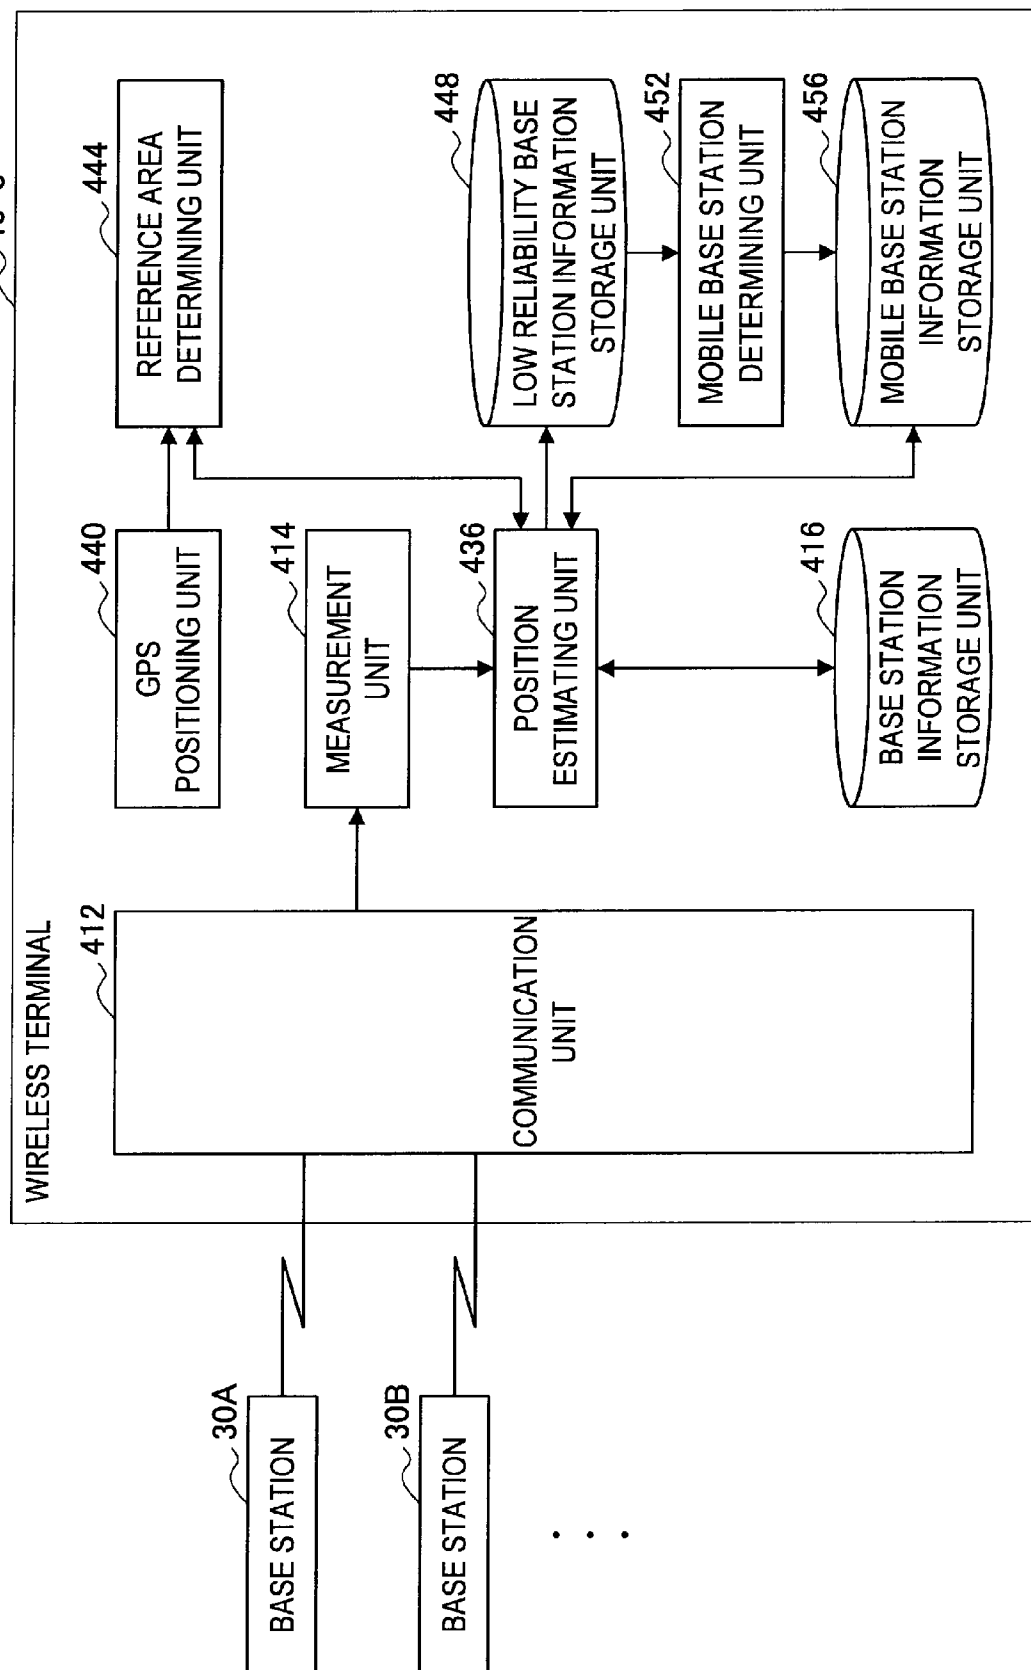 WIRELESS TERMINAL
412
COMMUNICATION
UNIT
30A
BASE STATION
30B
BASE STATION
. . .
440
GPS
POSITIONING UNIT
444
REFERENCE AREA
DETERMINING UNIT
414
MEASUREMENT
UNIT
436
POSITION
ESTIMATING UNIT
448
LOW RELIABILITY BASE
STATION INFORMATION
STORAGE UNIT
452
MOBILE BASE STATION
DETERMINING UNIT
416
BASE STATION
INFORMATION
STORAGE UNIT
456
MOBILE BASE STATION
INFORMATION
STORAGE UNIT